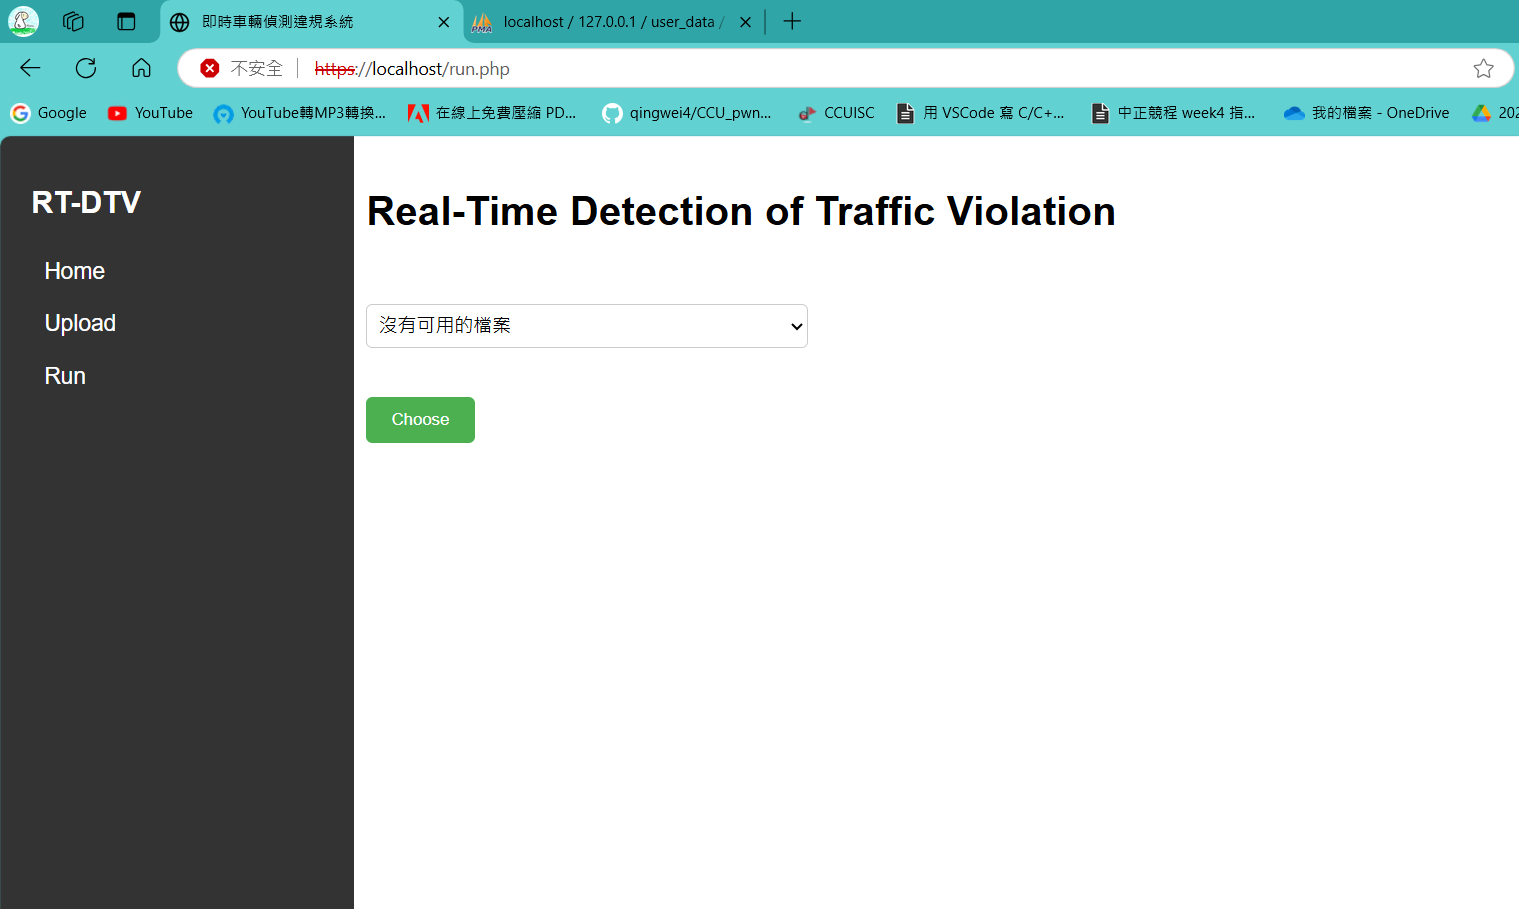 即時車輛偵測違規系統
localhost / 127.0.0.1 / user_data /
不安全
https://localhost/run.php
Google
YouTube
YouTube轉MP3轉換...
在線上免費壓縮 PD...
qingwei4/CCU_pwn...
CCUISC
用 VSCode 寫 C/C+...
中正競程 week4 指...
我的檔案 - OneDrive
202
RT-DTV
Home
Upload
Run
Real-Time Detection of Traffic Violation
沒有可用的檔案
Choose